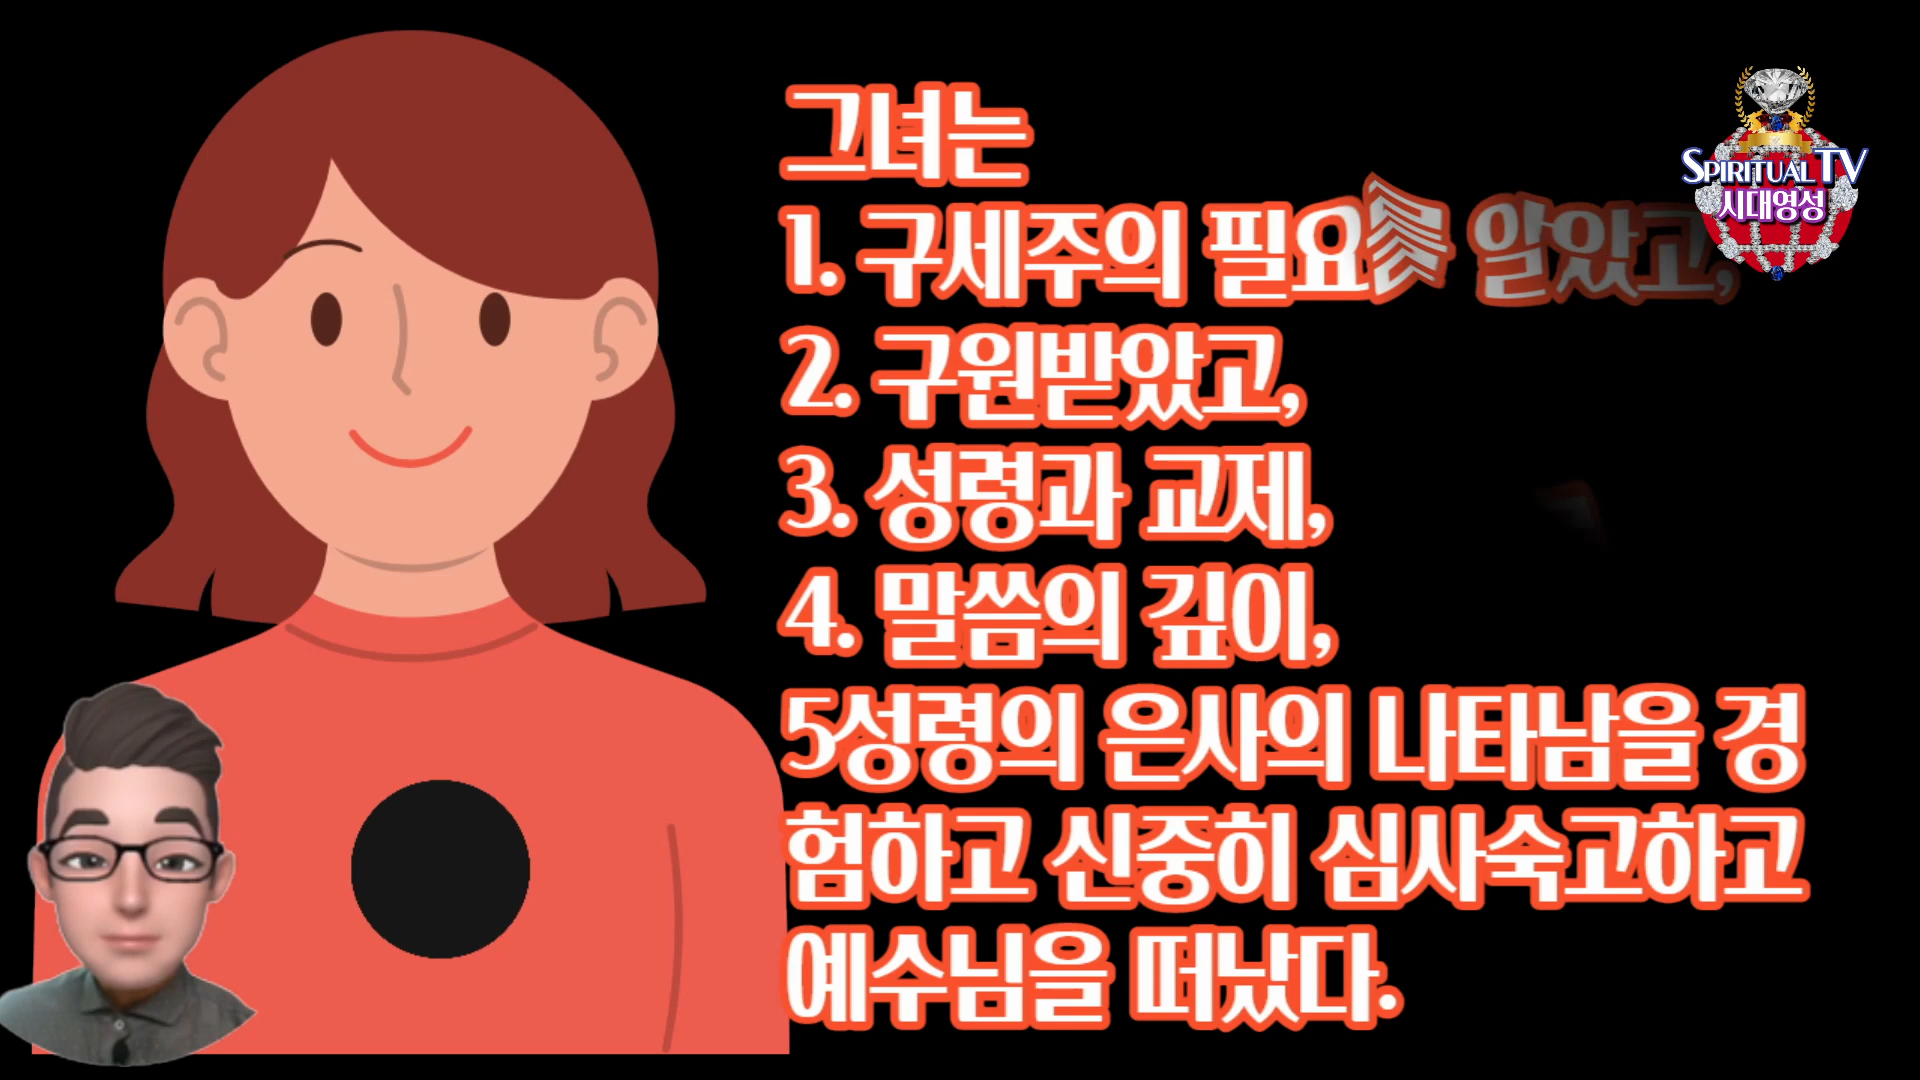 그녀는
1. 구세주의 필요를 알았고,
2. 구원받았고,
3. 성령과 교제,
4. 말씀의 깊이,
5성령의 은사의 나타남을 경
험하고 신중히 심사숙고하고
예수님을 떠났다.
SPIRITUAL TV
시대영성